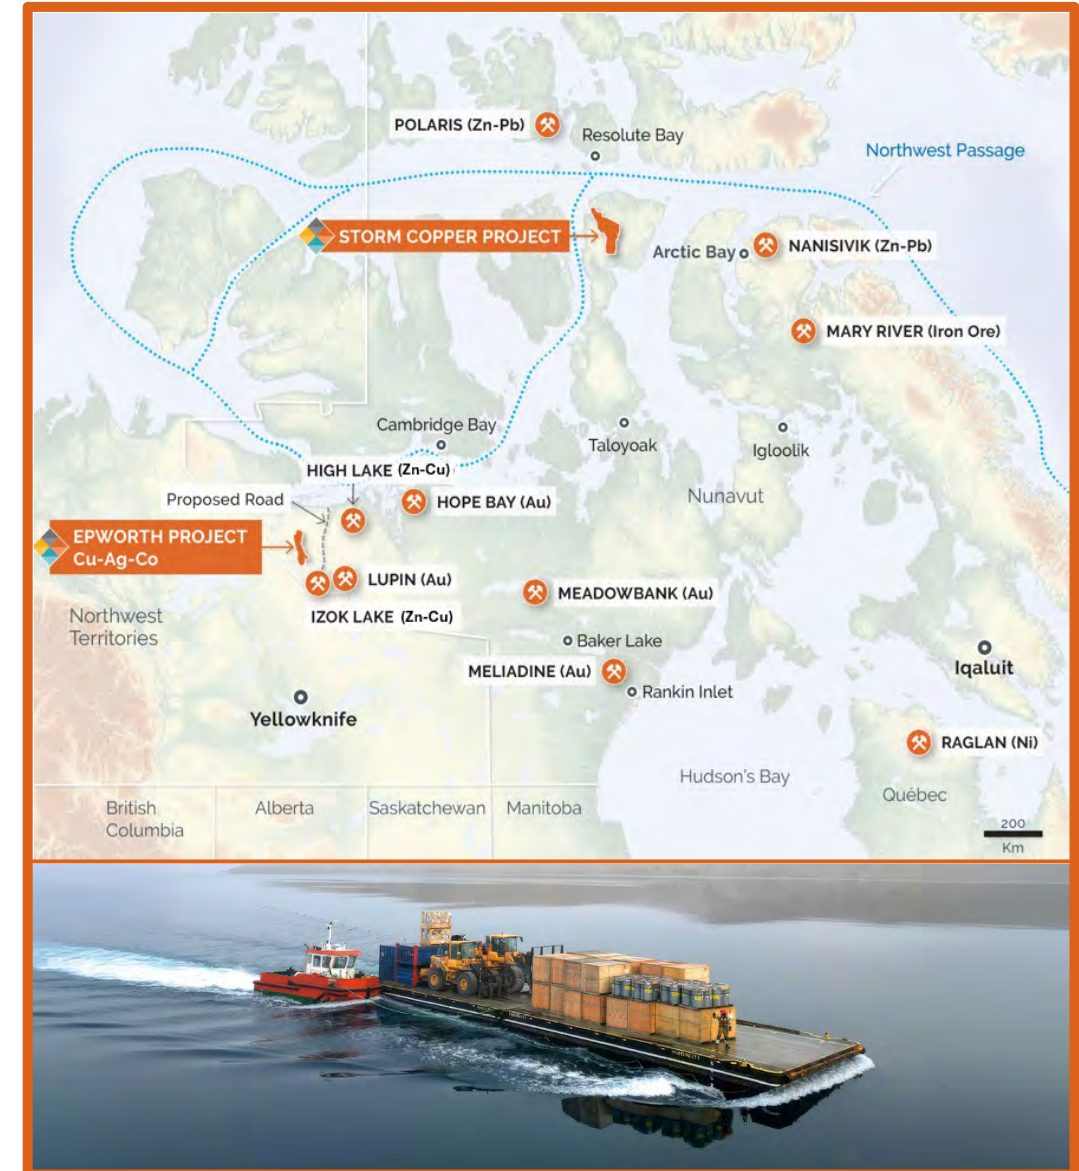 POLARIS (Zn-Pb)
Resolute Bay
Northwest Passage
STORM COPPER PROJECT
Arctic Bay
NANISIVIK (Zn-Pb)
MARY RIVER (Iron Ore)
Cambridge Bay
Taloyoak
Igloolik
HIGH LAKE (Zn-Cu)
Proposed Road
HOPE BAY (Au)
Nunavut
EPWORTH PROJECT
Cu-Ag-Co
LUPIN (Au)
MEADOWBANK (Au)
IZOK LAKE (Zn-Cu)
Northwest
Territories
Baker Lake
MELIADINE (Au)
Rankin Inlet
Iqaluit
Yellowknife
RAGLAN (Ni)
Hudson's Bay
Québec
British
Columbia
Alberta
Saskatchewan
Manitoba
200
Km